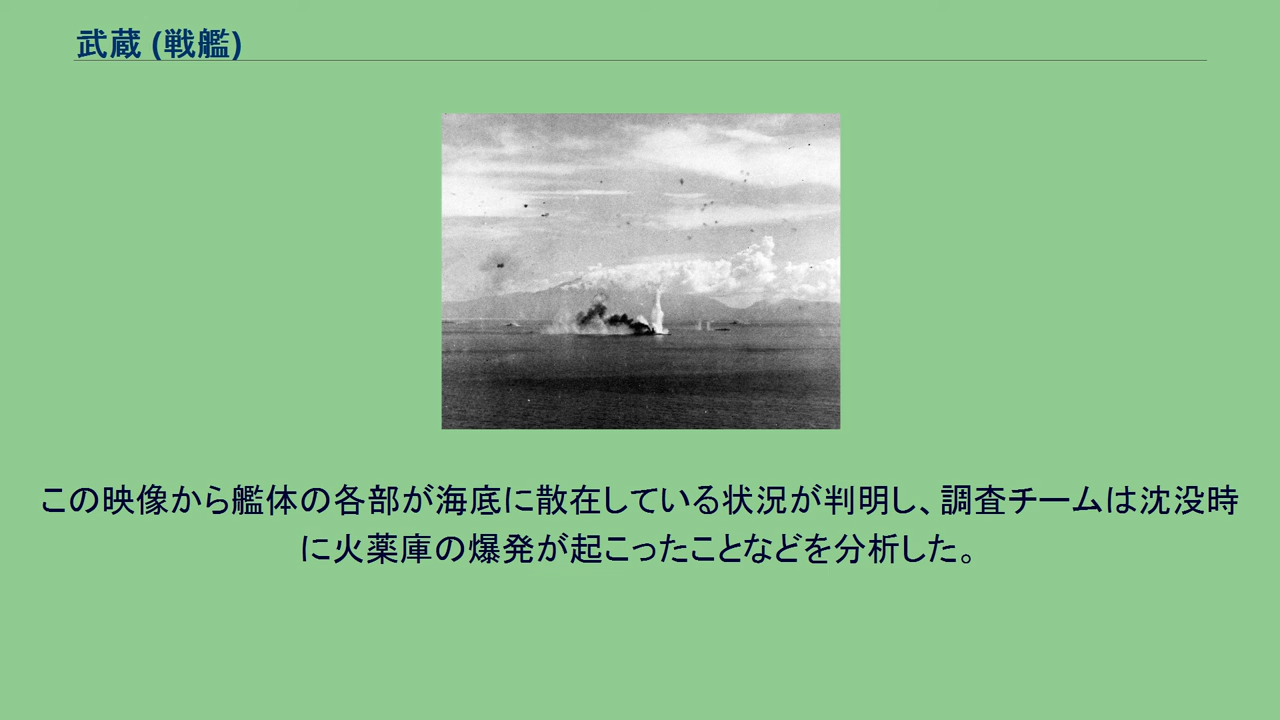 武蔵 (戦艦)
この映像から艦体の各部が海底に散在している状況が判明し、調査チームは沈没時
に火薬庫の爆発が起こったことなどを分析した。